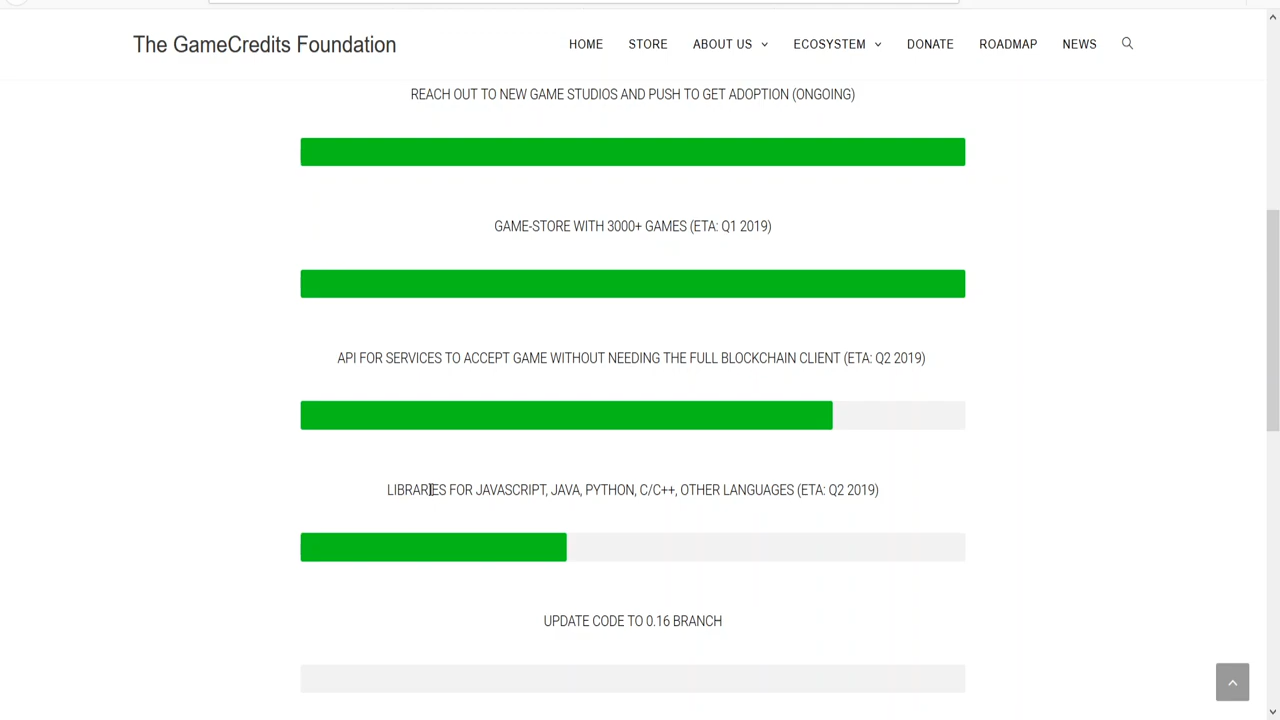 The GameCredits Foundation
HOME STORE ABOUT US ECOSYSTEM DONATE ROADMAP NEWS
REACH OUT TO NEW GAME STUDIOS AND PUSH TO GET ADOPTION (ONGOING)
GAME-STORE WITH 3000+ GAMES (ETA: Q1 2019)
API FOR SERVICES TO ACCEPT GAME WITHOUT NEEDING THE FULL BLOCKCHAIN CLIENT (ETA: Q2 2019)
LIBRARIES FOR JAVASCRIPT, JAVA, PYTHON, C/C++, OTHER LANGUAGES (ETA: Q2 2019)
UPDATE CODE TO 0.16 BRANCH